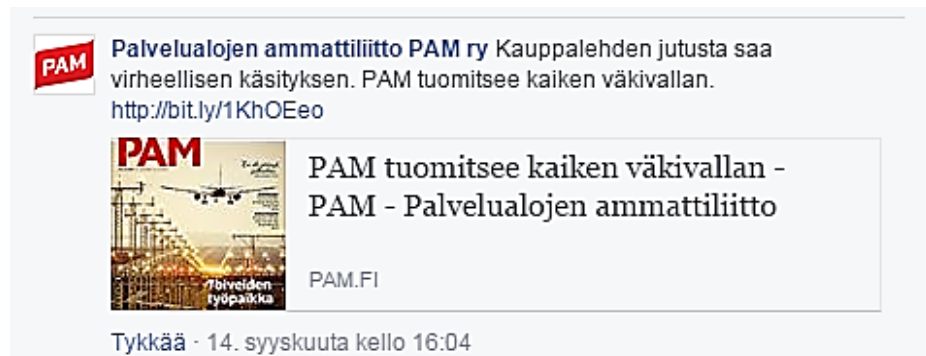 PAM
Palvelualojen ammattiliitto PAM ry Kauppalehden jutusta saa
virheellisen käsityksen. PAM tuomitsee kaiken väkivallan.
http://bit.ly/1KhOEeo
PAM
Toiveiden
työpaikka
PAM tuomitsee kaiken väkivallan -
PAM - Palvelualojen ammattiliitto
PAM.FI
Tykkää · 14. syyskuuta kello 16:04